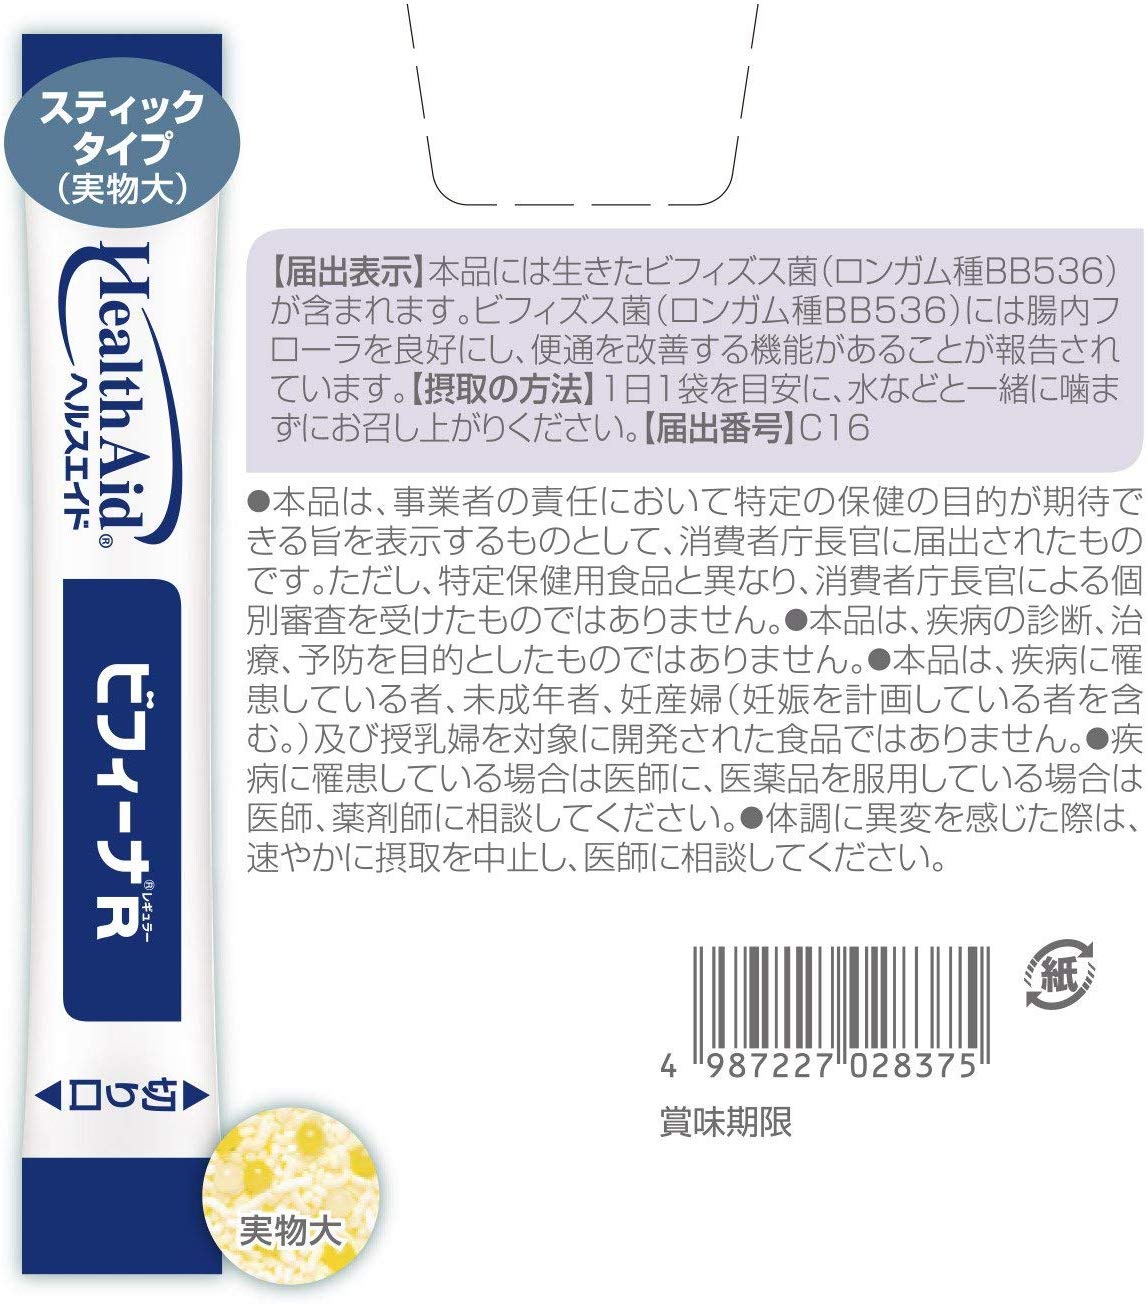 スティック
タイプ
(実物大)
HealthAid®
ヘルスエイド
ビフィーナ®R
レギュラー
◀切り口▶
実物大
【届出表示】本品には生きたビフィズス菌(ロンガム種BB536)
が含まれます。ビフィズス菌(ロンガム種BB536)には腸内フ
ローラを良好にし、便通を改善する機能があることが報告され
ています。【摂取の方法】1日1袋を目安に、水などと一緒に噛ま
ずにお召し上がりください。【届出番号】C16
●本品は、事業者の責任において特定の保健の目的が期待で
きる旨を表示するものとして、消費者庁長官に届出されたもの
です。ただし、特定保健用食品と異なり、消費者庁長官による個
別審査を受けたものではありません。●本品は、疾病の診断、治
療、予防を目的としたものではありません。●本品は、疾病に罹
患している者、未成年者、妊産婦(妊娠を計画している者を含
む。)及び授乳婦を対象に開発された食品ではありません。●疾
病に罹患している場合は医師に、医薬品を服用している場合は
医師、薬剤師に相談してください。●体調に異変を感じた際は、
速やかに摂取を中止し、医師に相談してください。
紙
4 987227 028375
賞味期限